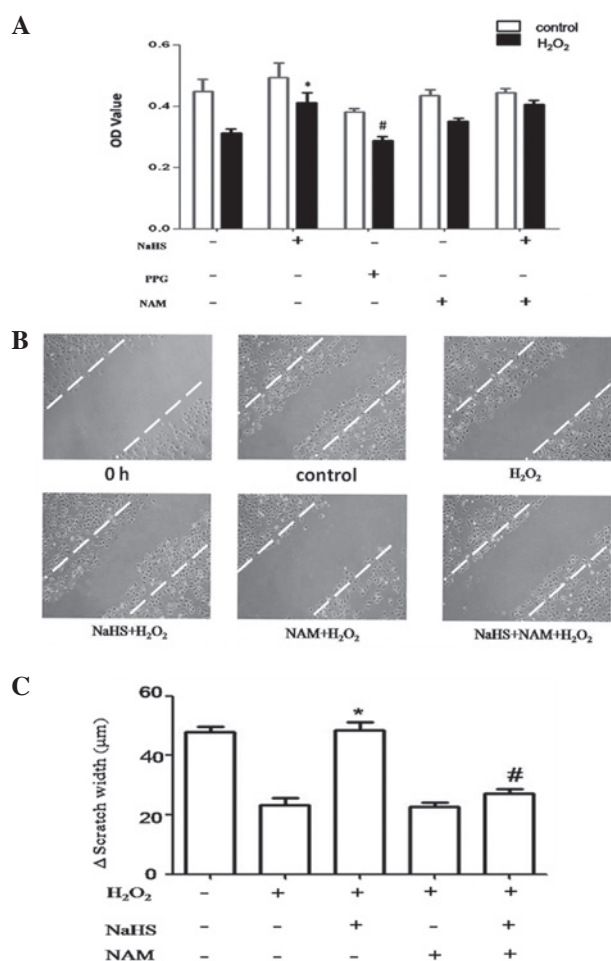 A
control
H₂O₂
0.6
0.4
0.2
0.0
OD Value
* #
NaHS - + - - +
PPG - - + - -
NAM - - - + +
B
0 h control H₂O₂
NaHS+H₂O₂ NAM+H₂O₂ NaHS+NAM+H₂O₂
C
60
40
20
0
Δ Scratch width (μm)
* #
H₂O₂ - + + + +
NaHS - - + - +
NAM - - - + +